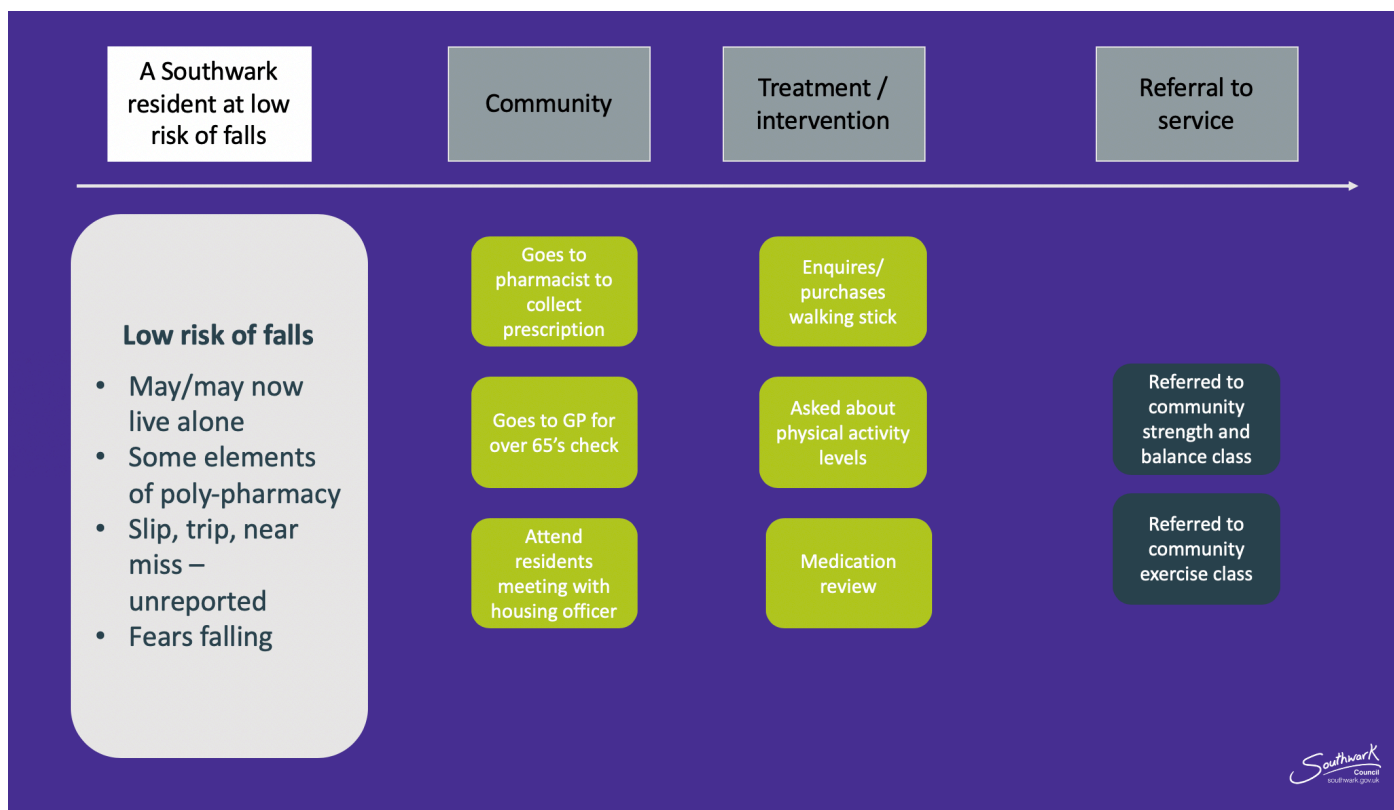 A Southwark
resident at low
risk of falls
Community
Treatment /
intervention
Referral to
service
Low risk of falls
• May/may now
live alone
• Some elements
of poly-pharmacy
• Slip, trip, near
miss –
unreported
• Fears falling
Goes to
pharmacist to
collect
prescription
Goes to GP for
over 65’s check
Attend
residents
meeting with
housing officer
Enquires/
purchases
walking stick
Asked about
physical activity
levels
Medication
review
Referred to
community
strength and
balance class
Referred to
community
exercise class
Southwark
Council
southwark.gov.uk